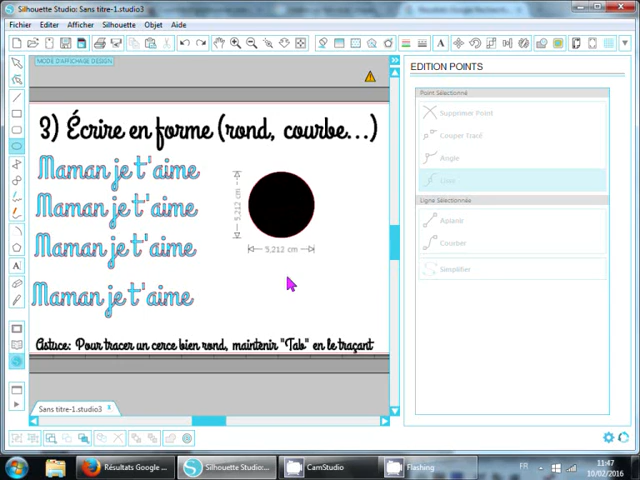 Silhouette Studio: Sans titre-1.studio3
Fichier Editer Afficher Silhouette Objet Aide
MODE D'AFFICHAGE DESIGN
EDITION POINTS
Point Sélectionné
Supprimer Point
Couper Tracé
Angle
Lisse
Ligne Sélectionnée
Aplanir
Courber
Simplifier
3) Écrire en forme (rond, courbe...)
Maman je t'aime
Maman je t'aime
Maman je t'aime
Maman je t'aime
5,212 cm
5,212 cm
Astuce: Pour tracer un cerce bien rond, maintenir "Tab" en le traçant
Sans titre-1.studio3
Résultats Google ...
Silhouette Studio:...
CamStudio
Flashing
FR
11:47
10/02/2016